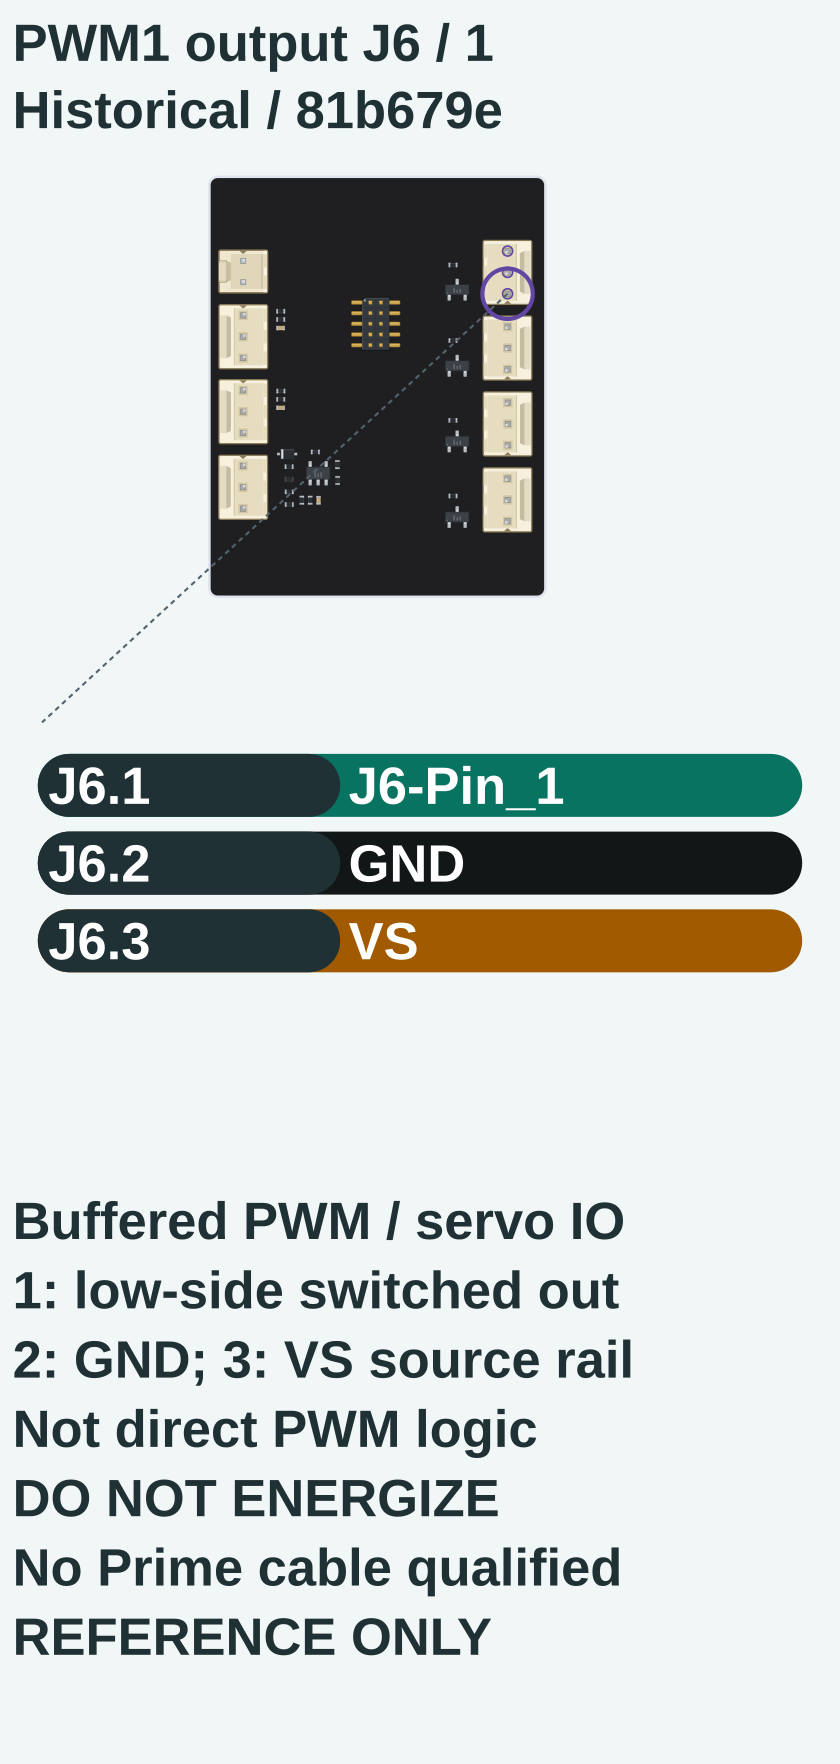 PWM1 output J6 / 1
Historical / 81b679e
J6.1 J6-Pin_1
J6.2 GND
J6.3 VS
Buffered PWM / servo IO
1: low-side switched out
2: GND; 3: VS source rail
Not direct PWM logic
DO NOT ENERGIZE
No Prime cable qualified
REFERENCE ONLY